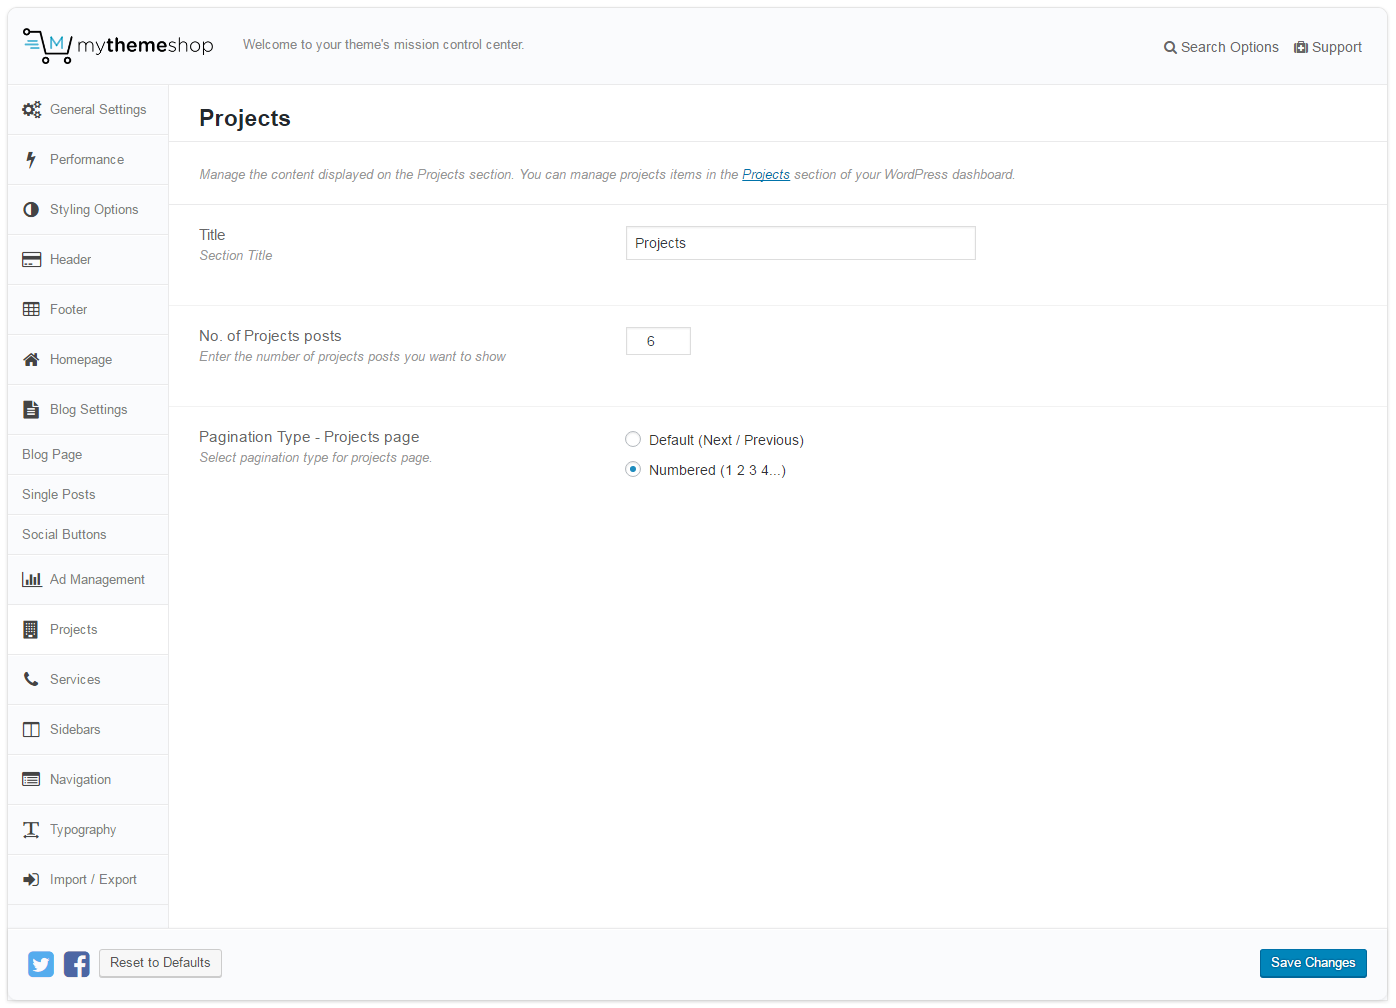 M mythemeshop
Welcome to your theme's mission control center.
Search Options
Support
General Settings
Performance
Styling Options
Header
Footer
Homepage
Blog Settings
Blog Page
Single Posts
Social Buttons
Ad Management
Projects
Services
Sidebars
Navigation
Typography
Import / Export
Projects
Manage the content displayed on the Projects section. You can manage projects items in the Projects section of your WordPress dashboard.
Title
Section Title
Projects
No. of Projects posts
Enter the number of projects posts you want to show
6
Pagination Type - Projects page
Select pagination type for projects page.
Default (Next / Previous)
Numbered (1 2 3 4...)
Reset to Defaults
Save Changes